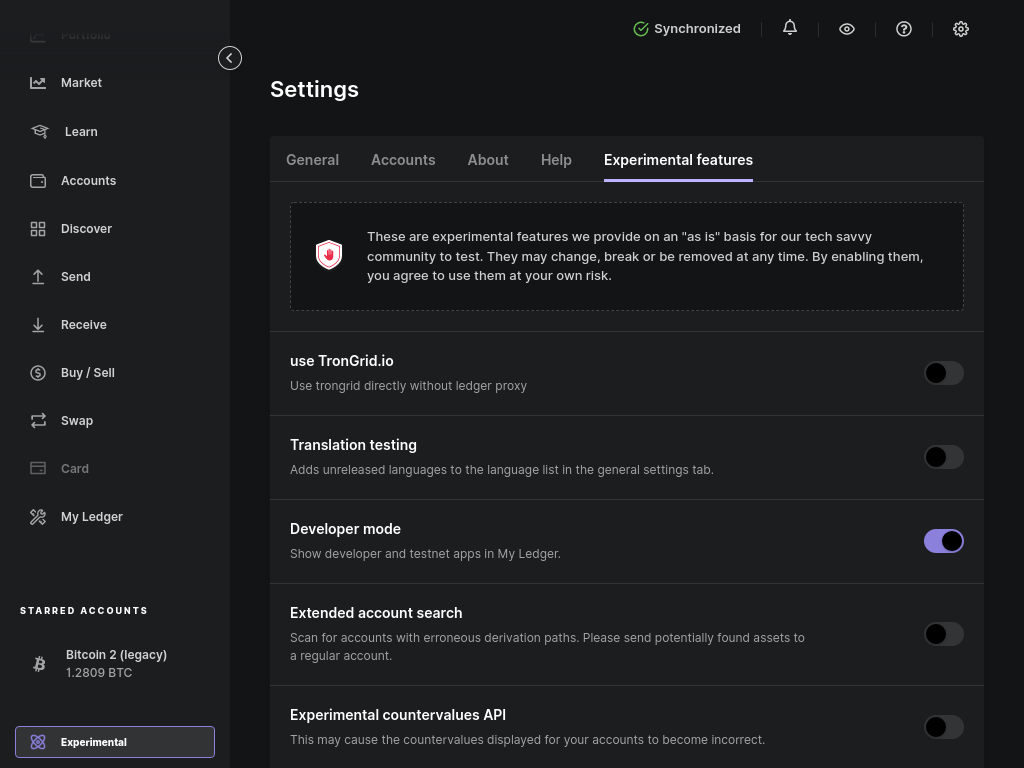 Portfolio
Market
Learn
Accounts
Discover
Send
Receive
Buy / Sell
Swap
Card
My Ledger
STARRED ACCOUNTS
Bitcoin 2 (legacy)
1.2809 BTC
Experimental
Synchronized
Settings
General Accounts About Help Experimental features
These are experimental features we provide on an "as is" basis for our tech savvy
community to test. They may change, break or be removed at any time. By enabling them,
you agree to use them at your own risk.
use TronGrid.io
Use trongrid directly without ledger proxy
Translation testing
Adds unreleased languages to the language list in the general settings tab.
Developer mode
Show developer and testnet apps in My Ledger.
Extended account search
Scan for accounts with erroneous derivation paths. Please send potentially found assets to
a regular account.
Experimental countervalues API
This may cause the countervalues displayed for your accounts to become incorrect.